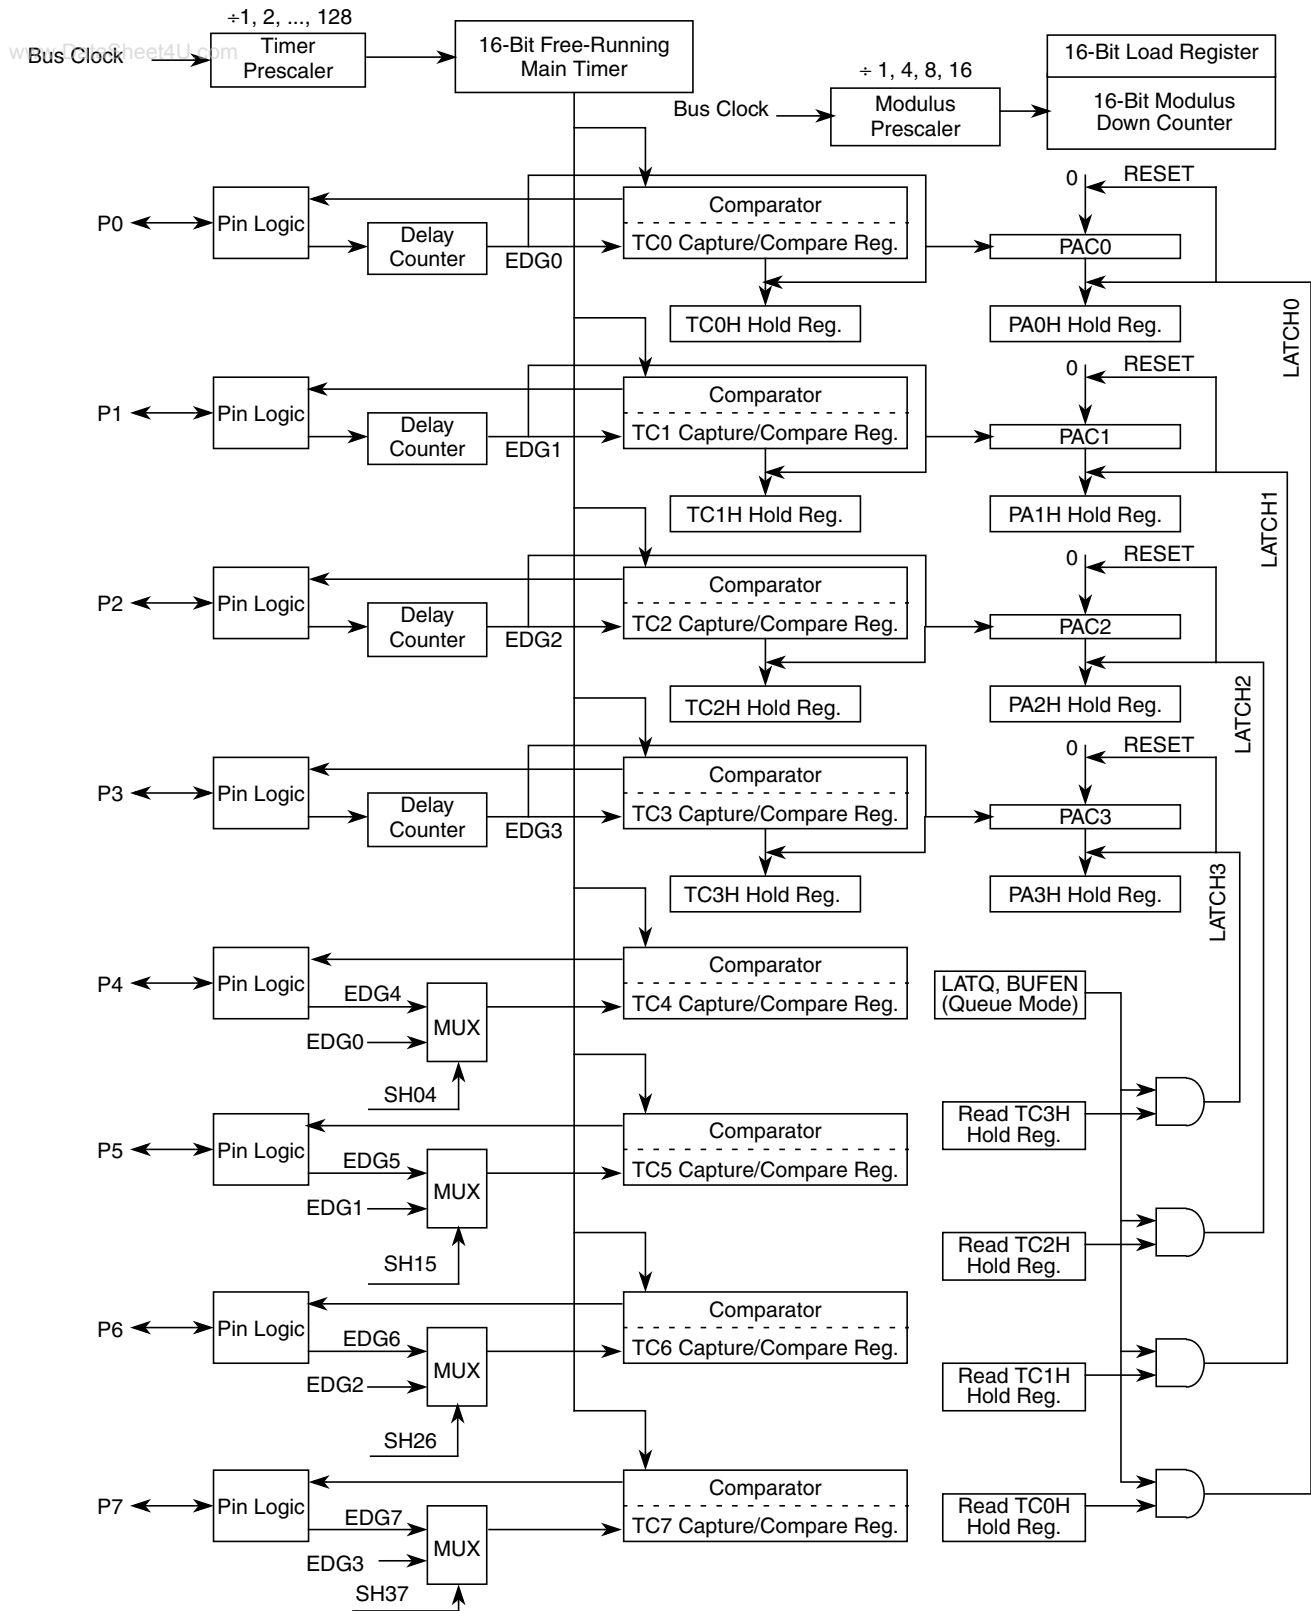 ÷1, 2, ..., 128
www.DataSheet4U.com
Bus Clock
Timer
Prescaler
16-Bit Free-Running
Main Timer
÷ 1, 4, 8, 16
Bus Clock
Modulus
Prescaler
16-Bit Load Register
16-Bit Modulus
Down Counter
P0
Pin Logic
Delay
Counter
EDG0
Comparator
TC0 Capture/Compare Reg.
TC0H Hold Reg.
0
RESET
PAC0
PA0H Hold Reg.
LATCH0
P1
Pin Logic
Delay
Counter
EDG1
Comparator
TC1 Capture/Compare Reg.
TC1H Hold Reg.
0
RESET
PAC1
PA1H Hold Reg.
LATCH1
P2
Pin Logic
Delay
Counter
EDG2
Comparator
TC2 Capture/Compare Reg.
TC2H Hold Reg.
0
RESET
PAC2
PA2H Hold Reg.
LATCH2
P3
Pin Logic
Delay
Counter
EDG3
Comparator
TC3 Capture/Compare Reg.
TC3H Hold Reg.
0
RESET
PAC3
PA3H Hold Reg.
LATCH3
P4
Pin Logic
EDG4
EDG0
MUX
SH04
Comparator
TC4 Capture/Compare Reg.
LATQ, BUFEN
(Queue Mode)
P5
Pin Logic
EDG5
EDG1
MUX
SH15
Comparator
TC5 Capture/Compare Reg.
Read TC3H
Hold Reg.
Read TC2H
Hold Reg.
P6
Pin Logic
EDG6
EDG2
MUX
SH26
Comparator
TC6 Capture/Compare Reg.
Read TC1H
Hold Reg.
P7
Pin Logic
EDG7
EDG3
MUX
SH37
Comparator
TC7 Capture/Compare Reg.
Read TC0H
Hold Reg.